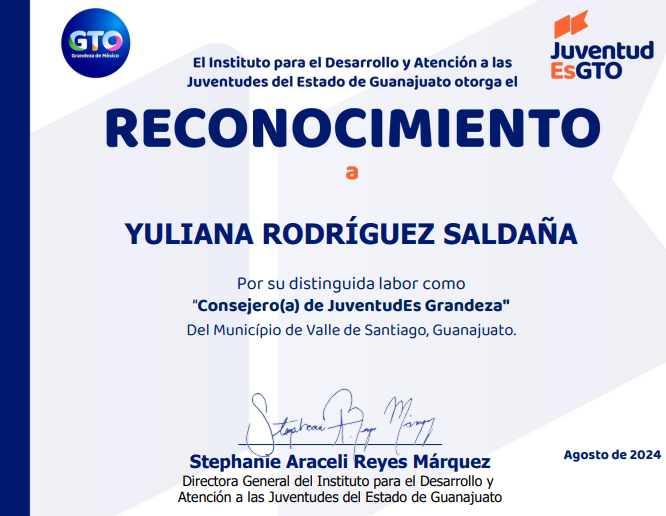 GTO
Grandeza de México
Juventud
EsGTO
El Instituto para el Desarrollo y Atención a las
Juventudes del Estado de Guanajuato otorga el
RECONOCIMIENTO
a
YULIANA RODRÍGUEZ SALDAÑA
Por su distinguida labor como
“Consejero(a) de JuventudEs Grandeza"
Del Município de Valle de Santiago, Guanajuato.
Stephanie Araceli Reyes Márquez
Directora General del Instituto para el Desarrollo y
Atención a las Juventudes del Estado de Guanajuato
Agosto de 2024